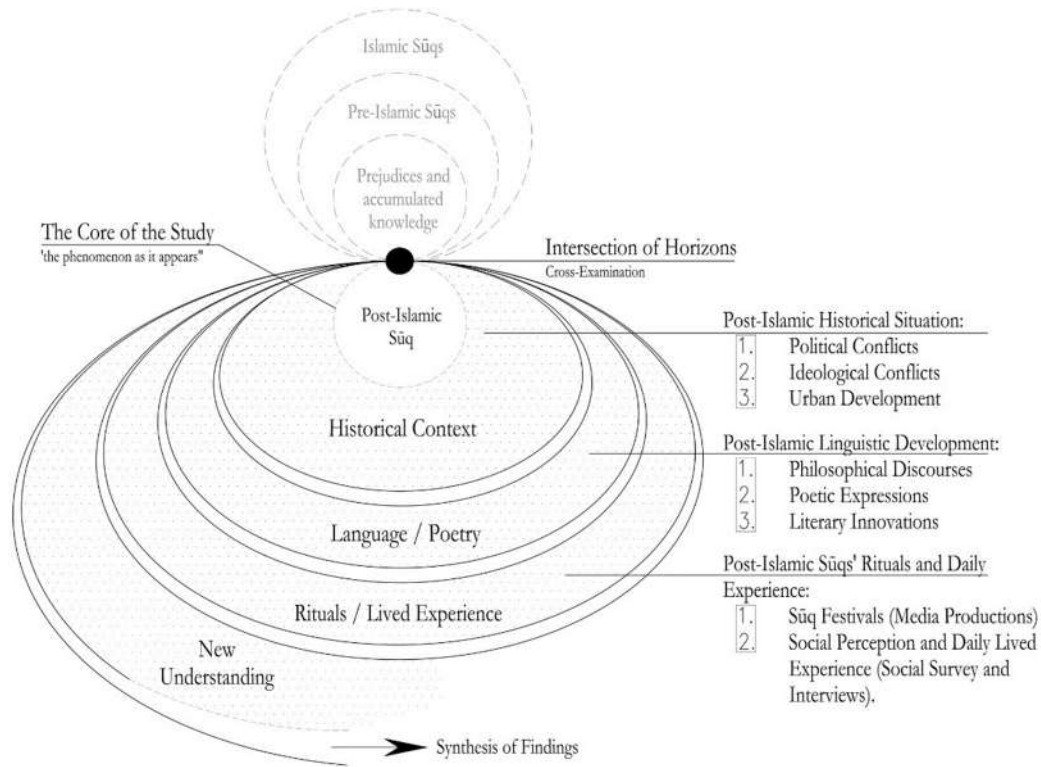 Islamic Sūqs
Pre-Islamic Sūqs
Prejudices and
accumulated
knowledge
The Core of the Study
'the phenomenon as it appears"
Intersection of Horizons
Cross-Examination
Post-Islamic
Sūq
Historical Context
Language / Poetry
Rituals / Lived Experience
New
Understanding
Synthesis of Findings
Post-Islamic Historical Situation:
1. Political Conflicts
2. Ideological Conflicts
3. Urban Development
Post-Islamic Linguistic Development:
1. Philosophical Discourses
2. Poetic Expressions
3. Literary Innovations
Post-Islamic Sūqs' Rituals and Daily
Experience:
1. Sūq Festivals (Media Productions)
2. Social Perception and Daily Lived
Experience (Social Survey and
Interviews).